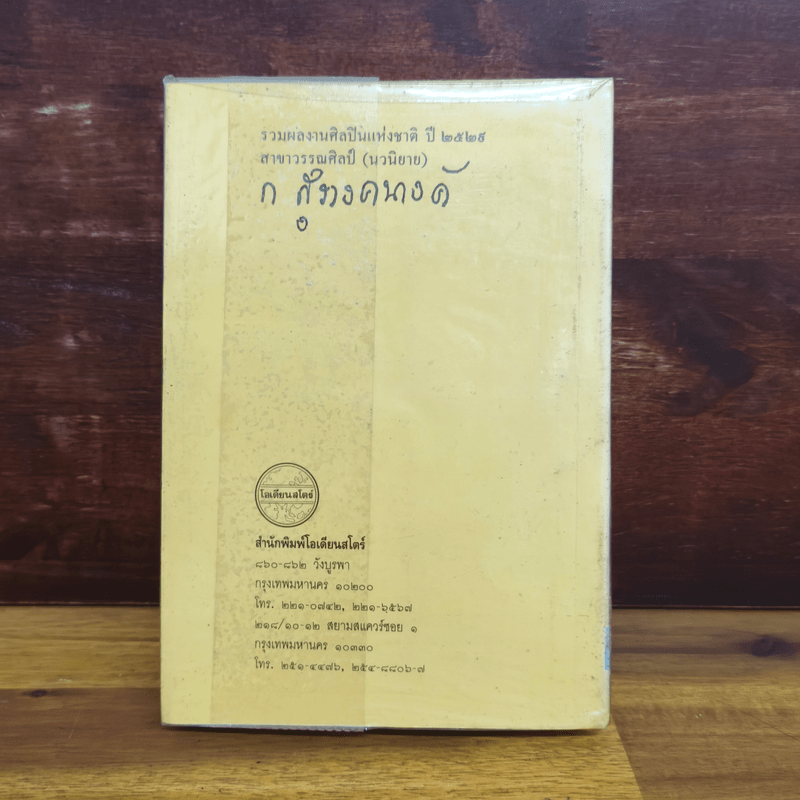 รวมผลงานศิลปินแห่งชาติ ปี ๒๕๒๙
สาขาวรรณศิลป์ (นวนิยาย)
ก สุรางคนางค์
โอเดียนสโตร์
สำนักพิมพ์โอเดียนสโตร์
๘๖๐-๘๖๒ วังบูรพา
กรุงเทพมหานคร ๑๐๒๐๐
โทร. ๒๒๑-๐๗๔๒, ๒๒๑-๖๕๖๗
๒๑๘/๑๐-๑๒ สยามสแควร์ซอย ๑
กรุงเทพมหานคร ๑๐๓๓๐
โทร. ๒๕๑-๔๔๗๖, ๒๕๔-๘๘๐๖-๗